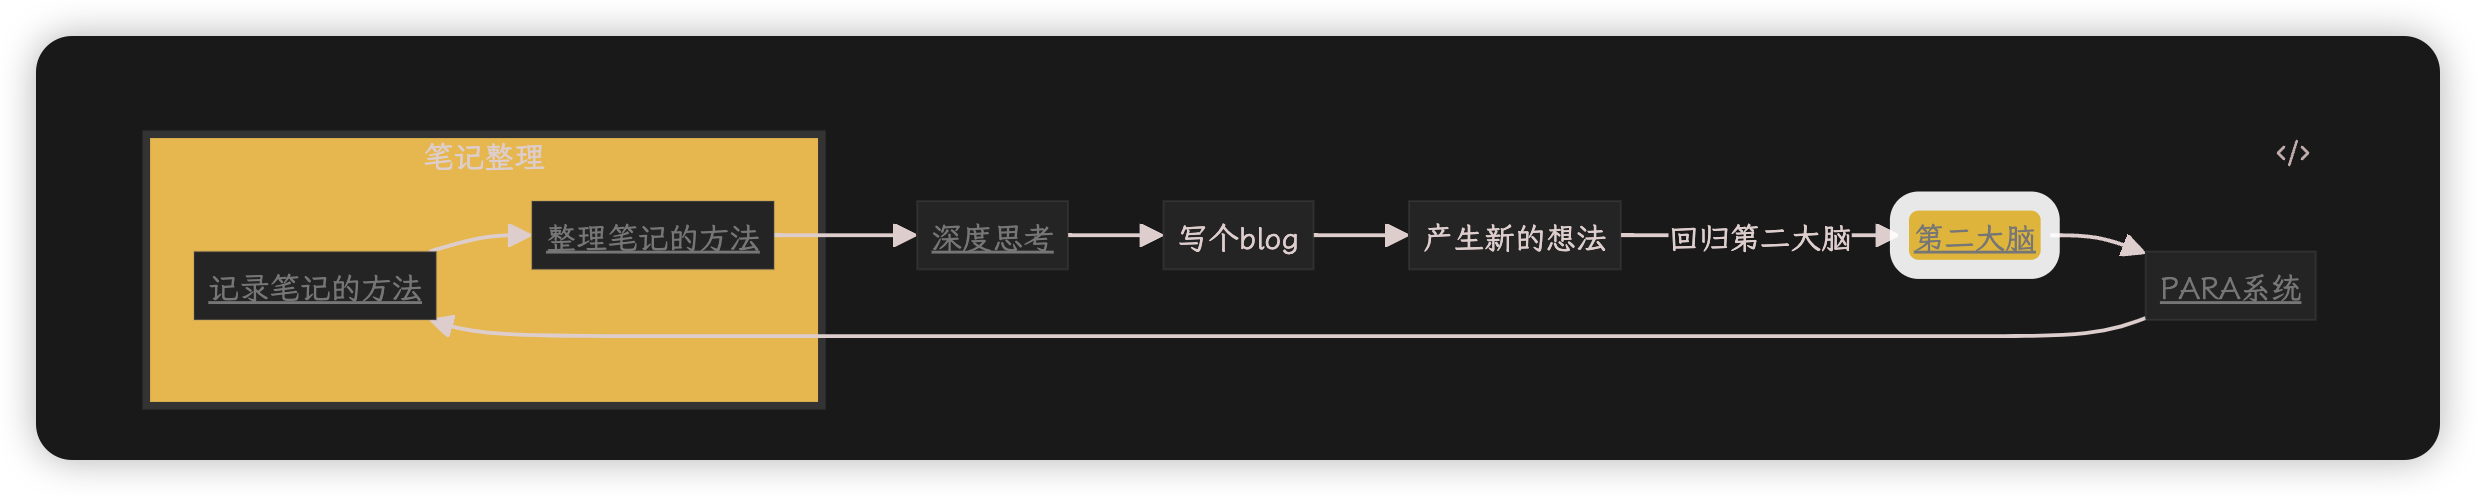 笔记整理
记录笔记的方法
整理笔记的方法
深度思考
写个blog
产生新的想法
回归第二大脑
第二大脑
PARA系统
</>